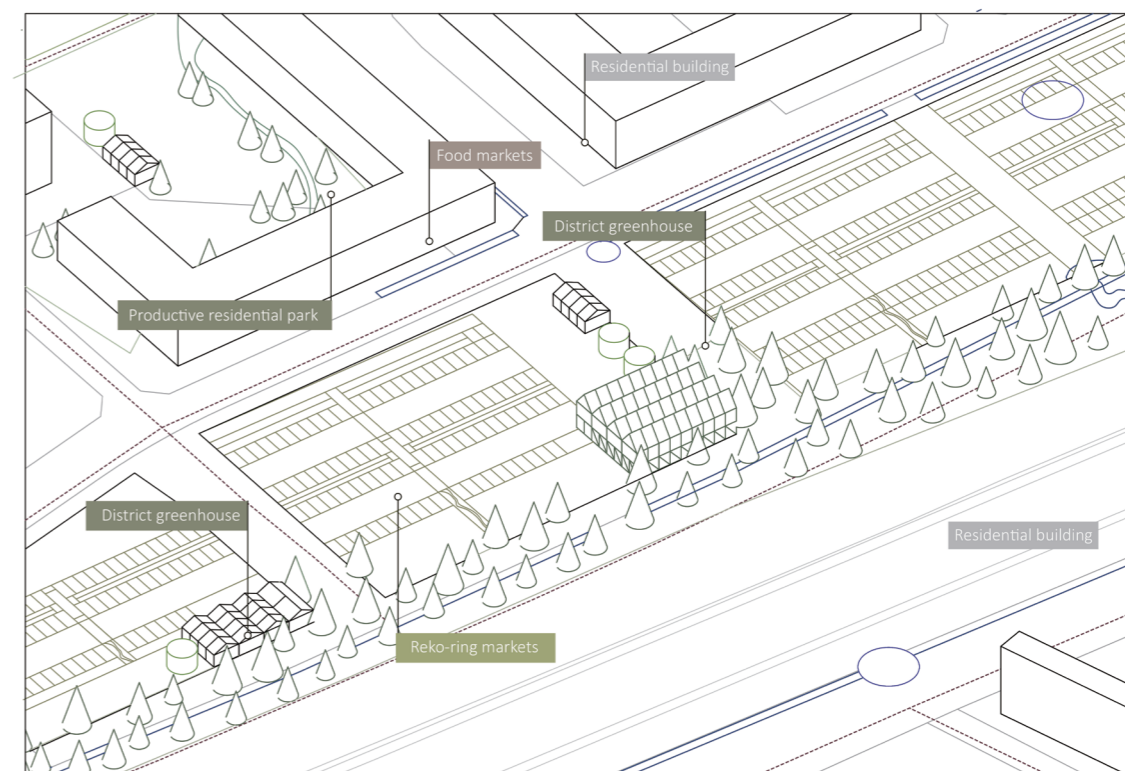 Residential building
Food markets
District greenhouse
Productive residential park
District greenhouse
Residential building
Reko-ring markets